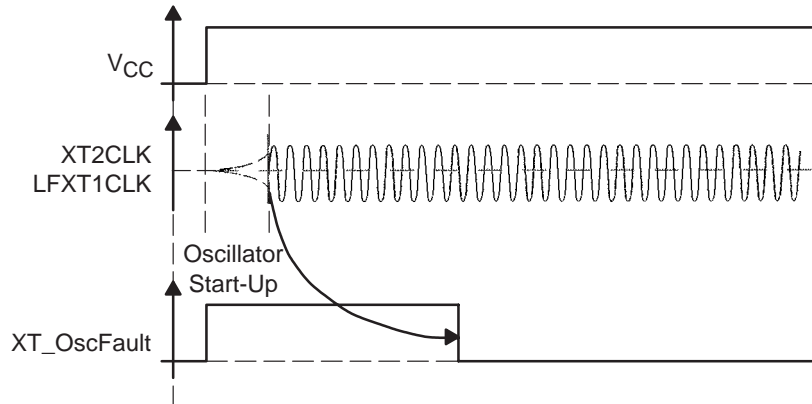 VCC
XT2CLK
LFXT1CLK
Oscillator
Start-Up
XT_OscFault